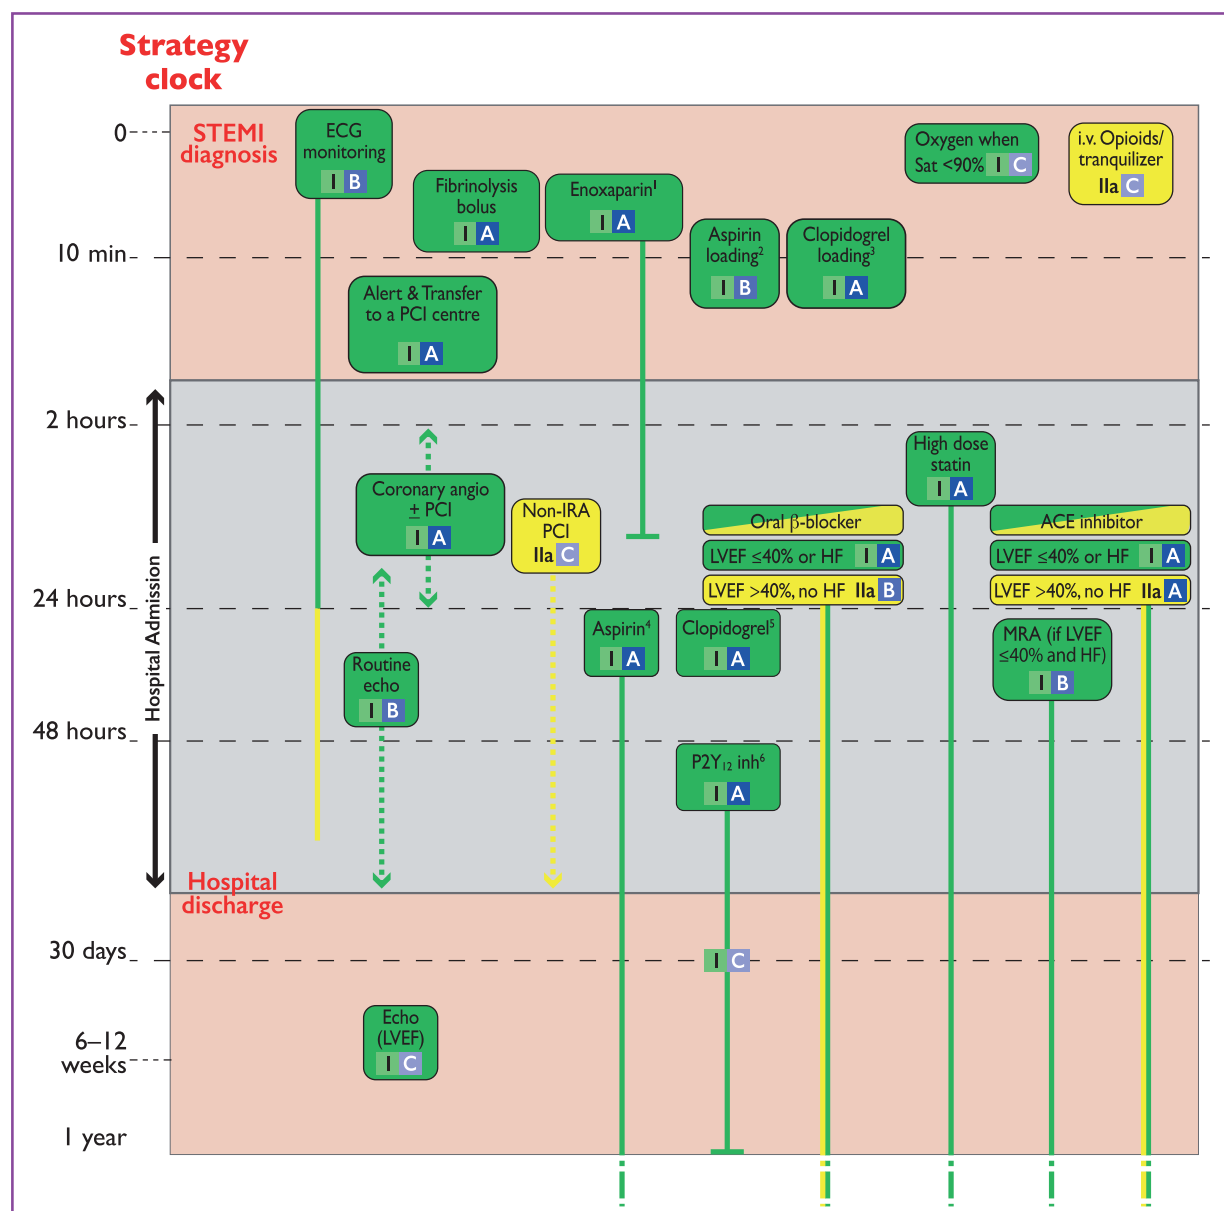 Strategy
clock
0
STEMI
diagnosis
ECG
monitoring
I B
Fibrinolysis
bolus
I A
Enoxaparin¹
I A
Oxygen when
Sat <90% I C
i.v. Opioids/
tranquilizer
IIa C
10 min
Aspirin
loading²
I B
Clopidogrel
loading³
I A
Alert & Transfer
to a PCI centre
I A
Hospital Admission
2 hours
Coronary angio
± PCI
I A
Non-IRA
PCI
IIa C
High dose
statin
I A
Oral β-blocker
LVEF ≤40% or HF I A
LVEF >40%, no HF IIa B
ACE inhibitor
LVEF ≤40% or HF I A
LVEF >40%, no HF IIa A
24 hours
Routine
echo
I B
Aspirin⁴
I A
Clopidogrel⁵
I A
MRA (if LVEF
≤40% and HF)
I B
48 hours
P2Y₁₂ inh⁶
I A
Hospital
discharge
30 days
I C
6–12
weeks
Echo
(LVEF)
I C
1 year